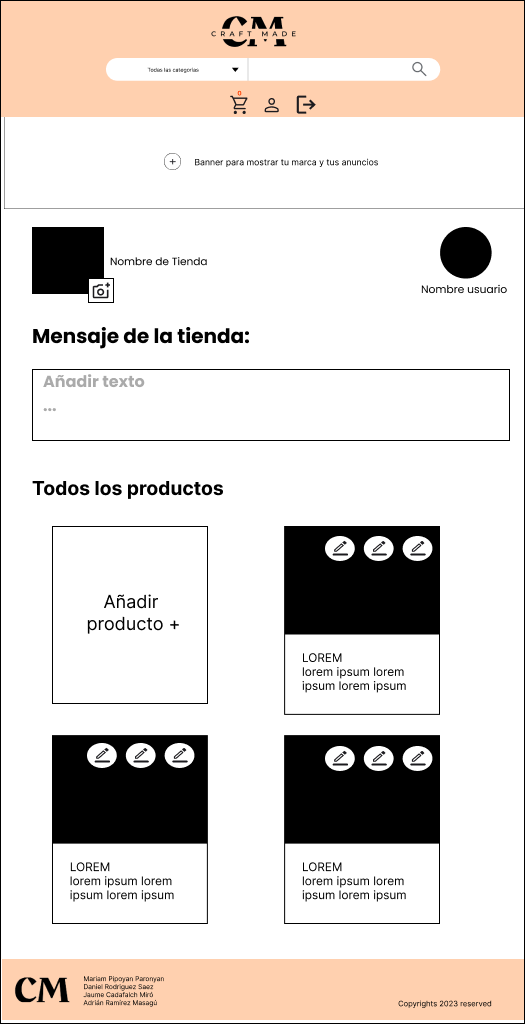 CM
CRAFT MADE
Todas las categorías
0
+ Banner para mostrar tu marca y tus anuncios
Nombre de Tienda
Nombre usuario
Mensaje de la tienda:
Añadir texto
...
Todos los productos
Añadir
producto +
LOREM
lorem ipsum lorem
ipsum lorem ipsum
LOREM
lorem ipsum lorem
ipsum lorem ipsum
LOREM
lorem ipsum lorem
ipsum lorem ipsum
CM
Mariam Pipoyan Paronyan
Daniel Rodríguez Saez
Jaume Cadafalch Miró
Adrián Ramírez Masagú
Copyrights 2023 reserved